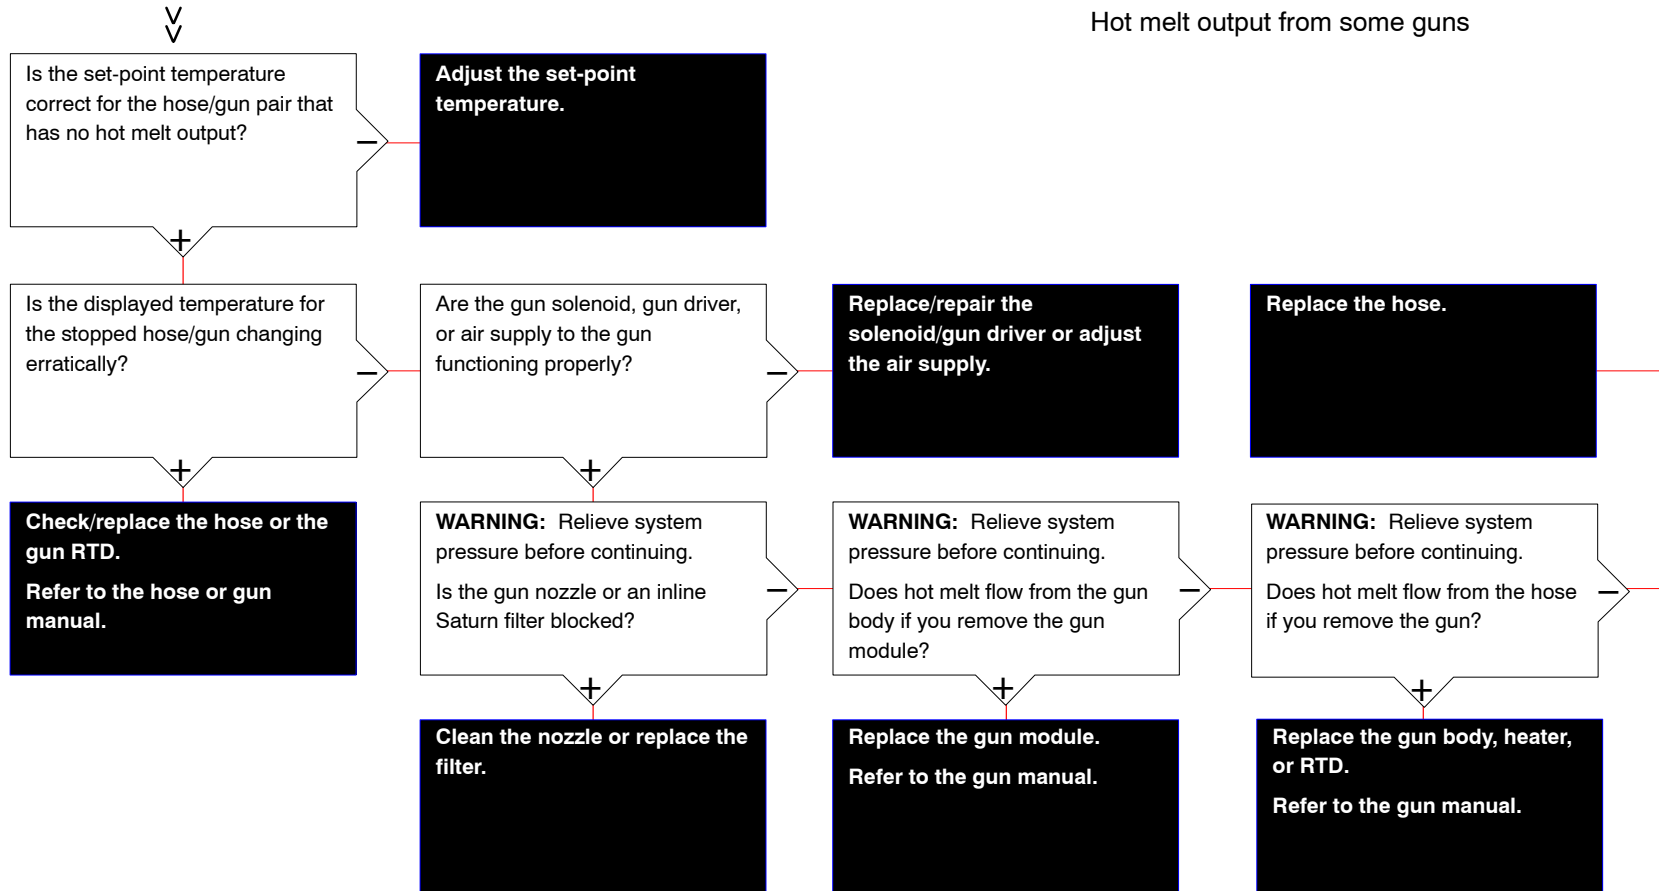 Hot melt output from some guns
Is the set-point temperature
correct for the hose/gun pair that
has no hot melt output?
−
+
Adjust the set-point
temperature.
Is the displayed temperature for
the stopped hose/gun changing
erratically?
−
+
Are the gun solenoid, gun driver,
or air supply to the gun
functioning properly?
−
+
Replace/repair the
solenoid/gun driver or adjust
the air supply.
Replace the hose.
Check/replace the hose or the
gun RTD.
Refer to the hose or gun
manual.
WARNING: Relieve system
pressure before continuing.
Is the gun nozzle or an inline
Saturn filter blocked?
−
+
WARNING: Relieve system
pressure before continuing.
Does hot melt flow from the gun
body if you remove the gun
module?
−
+
WARNING: Relieve system
pressure before continuing.
Does hot melt flow from the hose
if you remove the gun?
−
+
Clean the nozzle or replace the
filter.
Replace the gun module.
Refer to the gun manual.
Replace the gun body, heater,
or RTD.
Refer to the gun manual.